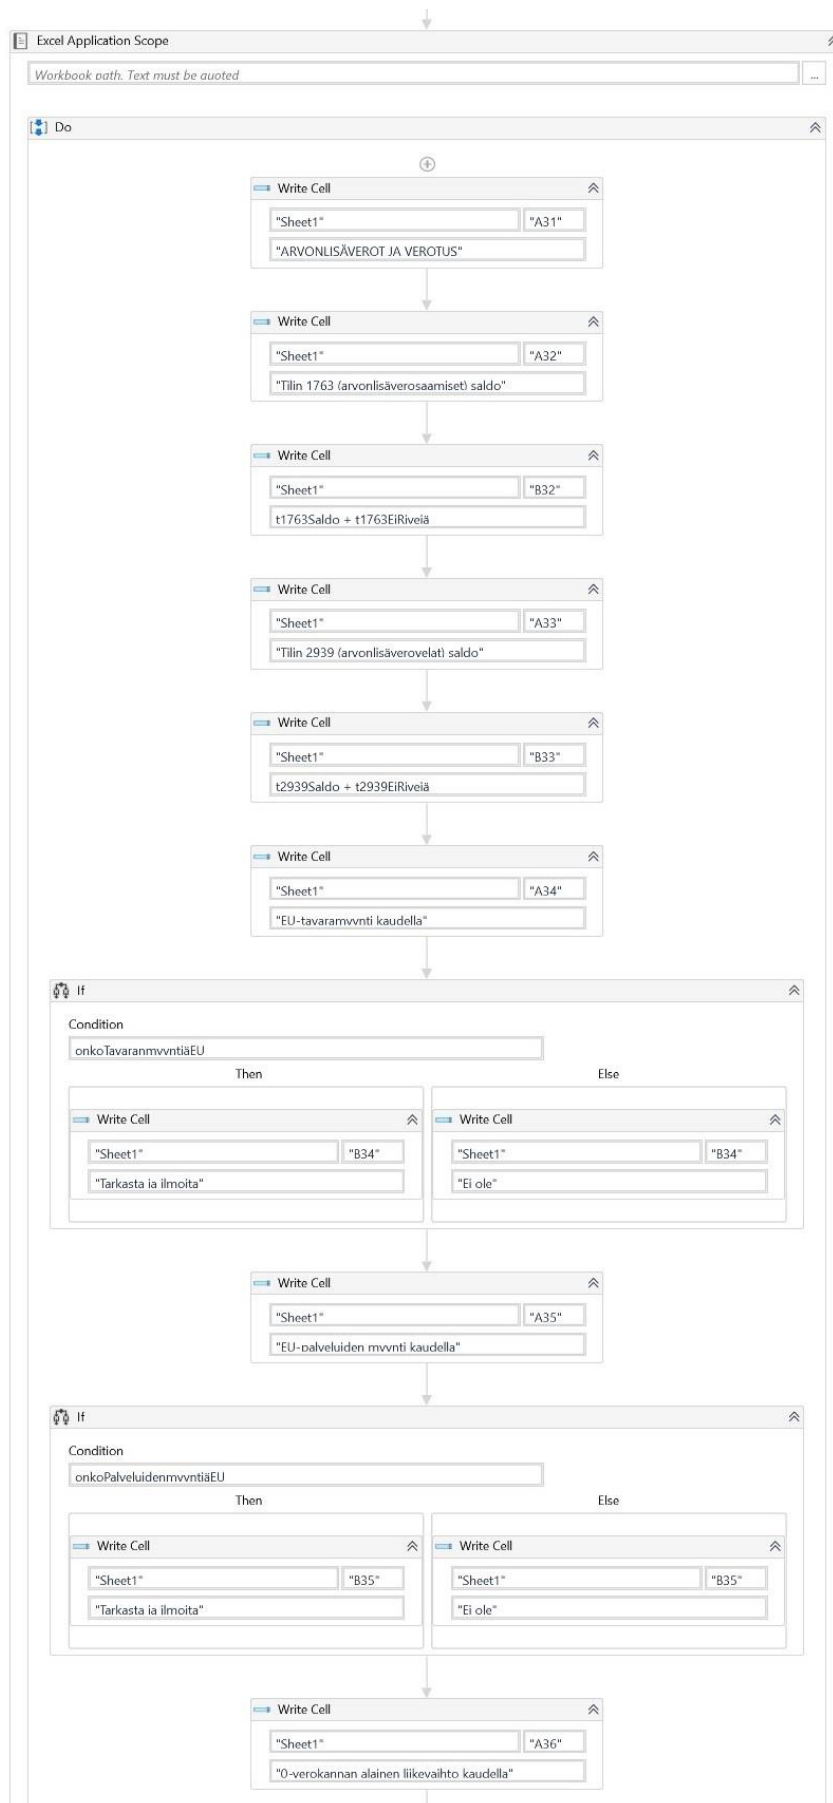 Excel Application Scope
Workbook path. Text must be quoted
...
Do
Write Cell
"Sheet1" "A31"
"ARVONLISÄVEROT JA VEROTUS"
Write Cell
"Sheet1" "A32"
"Tilin 1763 (arvonlisäverosaamiset) saldo"
Write Cell
"Sheet1" "B32"
t1763Saldo + t1763EiRivejä
Write Cell
"Sheet1" "A33"
"Tilin 2939 (arvonlisäverovelat) saldo"
Write Cell
"Sheet1" "B33"
t2939Saldo + t2939EiRivejä
Write Cell
"Sheet1" "A34"
"EU-tavaramyynti kaudella"
If
Condition
onkoTavaranmyyntiäEU
Then Else
Write Cell Write Cell
"Sheet1" "B34" "Sheet1" "B34"
"Tarkasta ja ilmoita" "Ei ole"
Write Cell
"Sheet1" "A35"
"EU-palveluiden myynti kaudella"
If
Condition
onkoPalveluidenmyyntiäEU
Then Else
Write Cell Write Cell
"Sheet1" "B35" "Sheet1" "B35"
"Tarkasta ja ilmoita" "Ei ole"
Write Cell
"Sheet1" "A36"
"0-verokannan alainen liikevaihto kaudella"